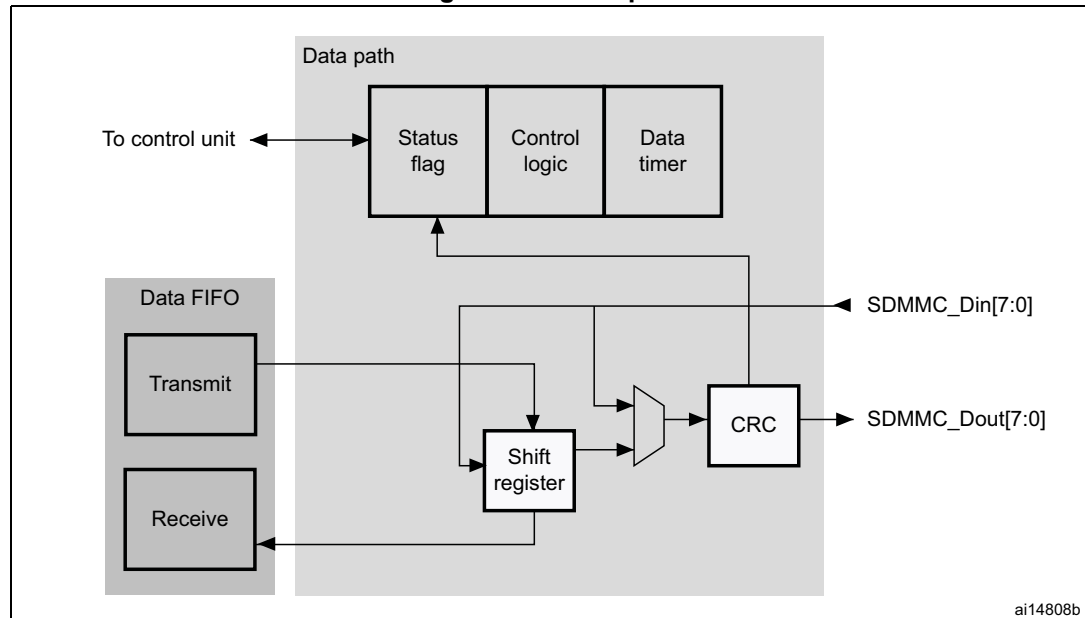 Data path
To control unit
Status
flag
Control
logic
Data
timer
Data FIFO
SDMMC_Din[7:0]
Transmit
CRC
SDMMC_Dout[7:0]
Shift
register
Receive
ai14808b